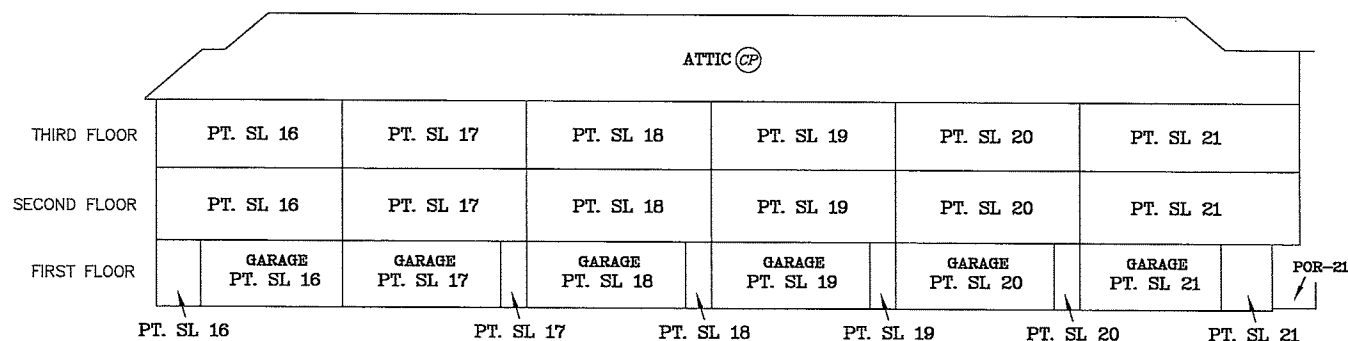 ATTIC CP
THIRD FLOOR PT. SL 16 PT. SL 17 PT. SL 18 PT. SL 19 PT. SL 20 PT. SL 21
SECOND FLOOR PT. SL 16 PT. SL 17 PT. SL 18 PT. SL 19 PT. SL 20 PT. SL 21
GARAGE GARAGE GARAGE GARAGE GARAGE GARAGE
FIRST FLOOR PT. SL 16 PT. SL 17 PT. SL 18 PT. SL 19 PT. SL 20 PT. SL 21 POR-21
PT. SL 16 PT. SL 17 PT. SL 18 PT. SL 19 PT. SL 20 PT. SL 21